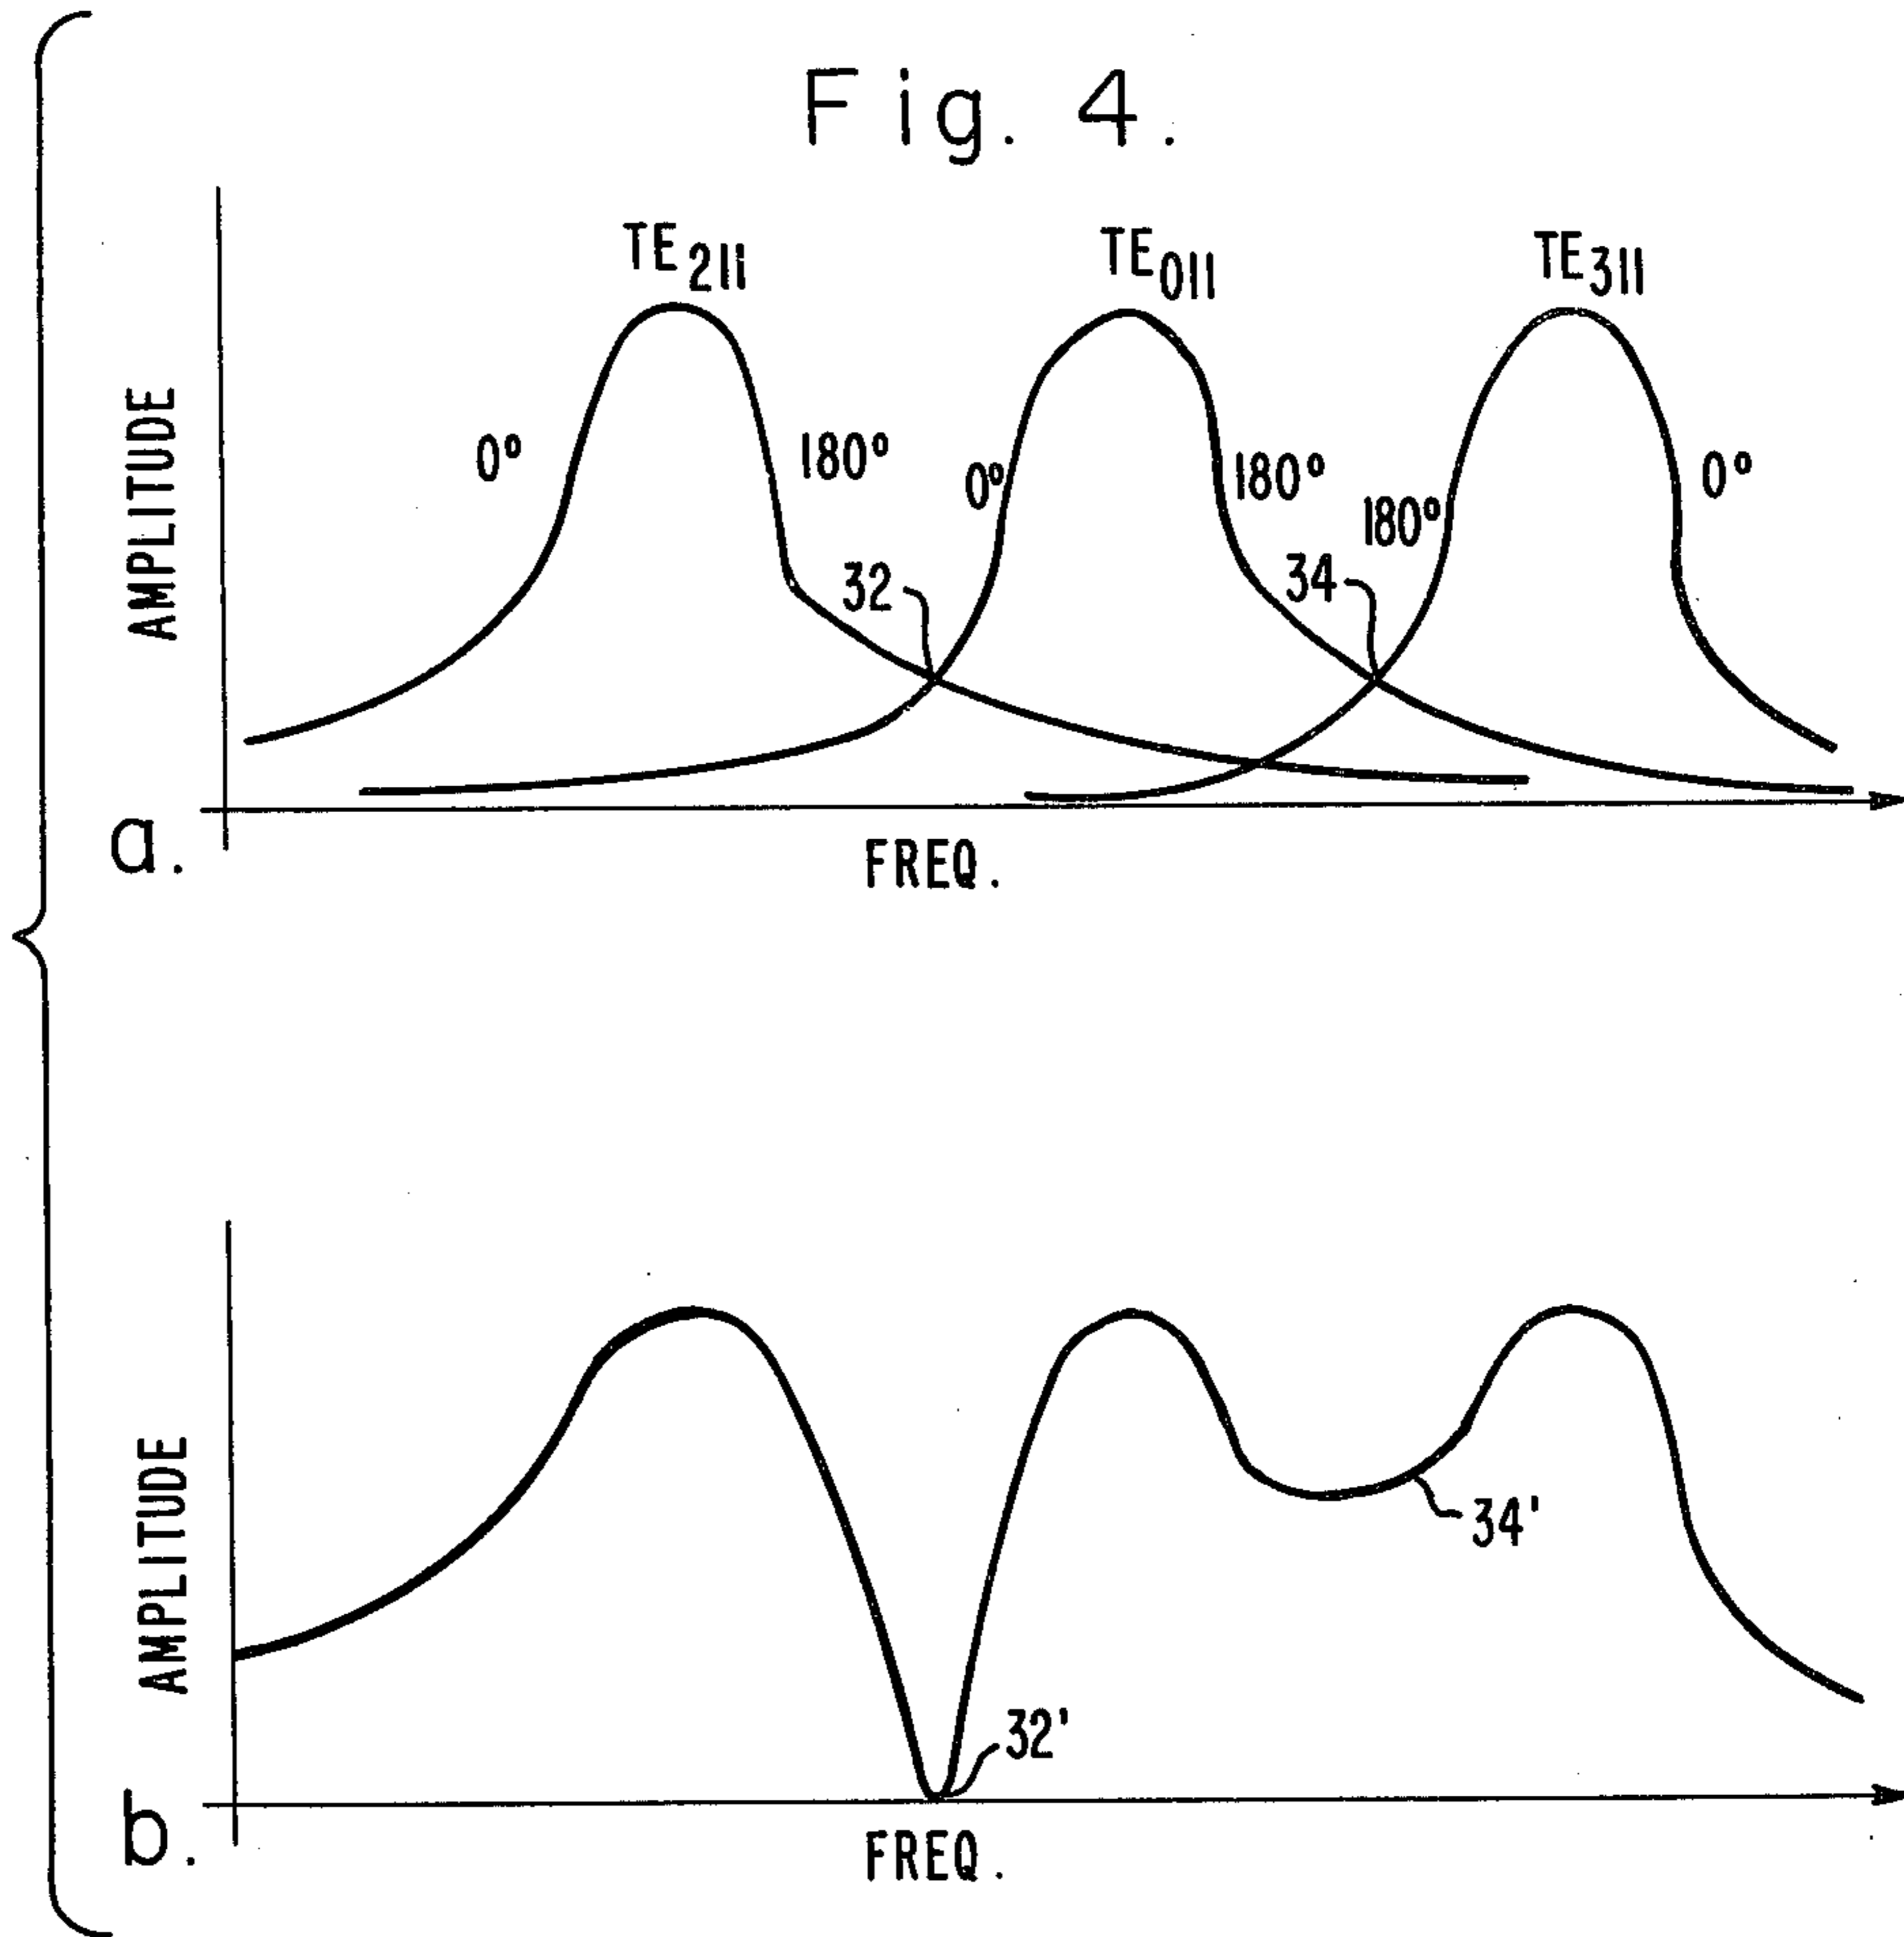 Fig. 4.
TE211 TE011 TE311
AMPLITUDE
0° 180° 0° 180° 180° 0°
32 34
a.
FREQ.
AMPLITUDE
34'
32'
b.
FREQ.